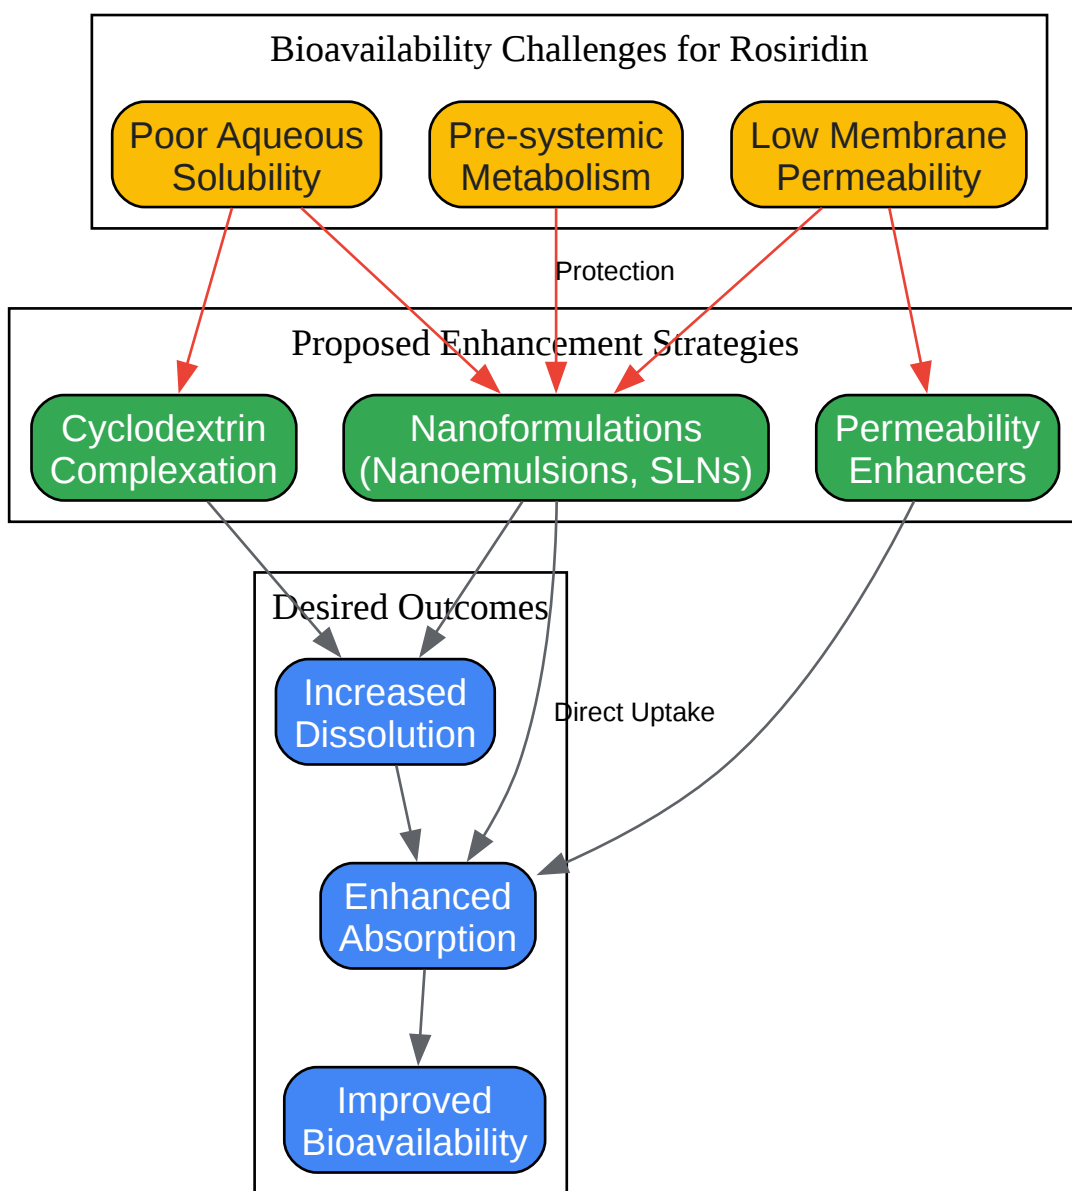 Bioavailability Challenges for Rosiridin
Poor Aqueous
Solubility
Pre-systemic
Metabolism
Low Membrane
Permeability
Protection
Proposed Enhancement Strategies
Cyclodextrin
Complexation
Nanoformulations
(Nanoemulsions, SLNs)
Permeability
Enhancers
Desired Outcomes
Increased
Dissolution
Direct Uptake
Enhanced
Absorption
Improved
Bioavailability